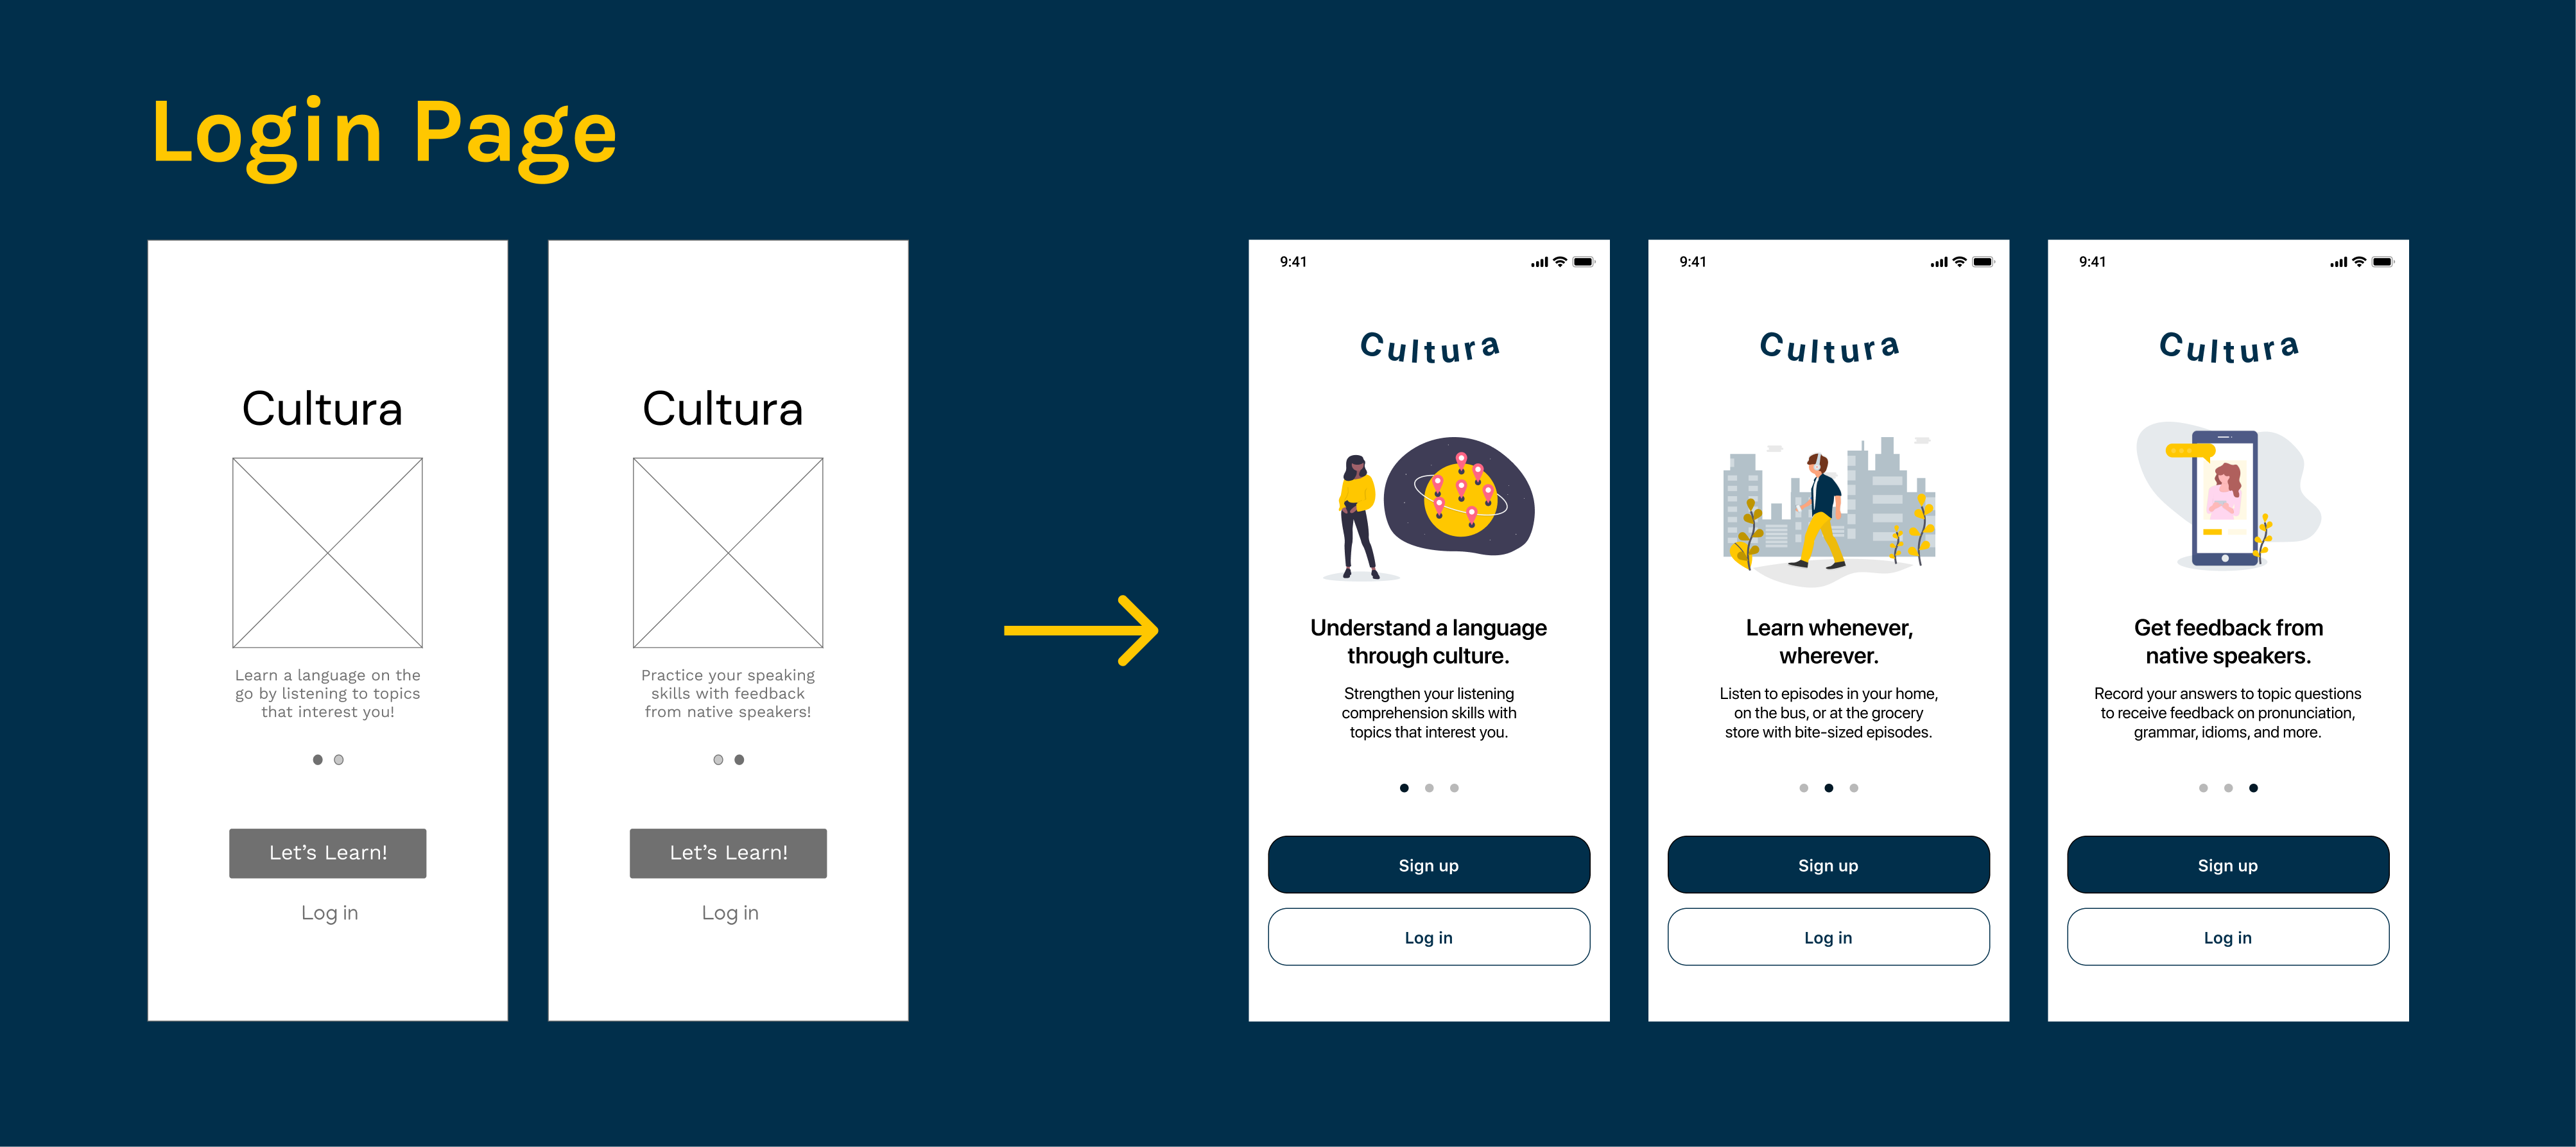 Login Page
Cultura
Learn a language on the
go by listening to topics
that interest you!
Let's Learn!
Log in
Cultura
Practice your speaking
skills with feedback
from native speakers!
Let's Learn!
Log in
9:41
Cultura
Understand a language
through culture.
Strengthen your listening
comprehension skills with
topics that interest you.
Sign up
Log in
9:41
Cultura
Learn whenever,
wherever.
Listen to episodes in your home,
on the bus, or at the grocery
store with bite-sized episodes.
Sign up
Log in
9:41
Cultura
Get feedback from
native speakers.
Record your answers to topic questions
to receive feedback on pronunciation,
grammar, idioms, and more.
Sign up
Log in